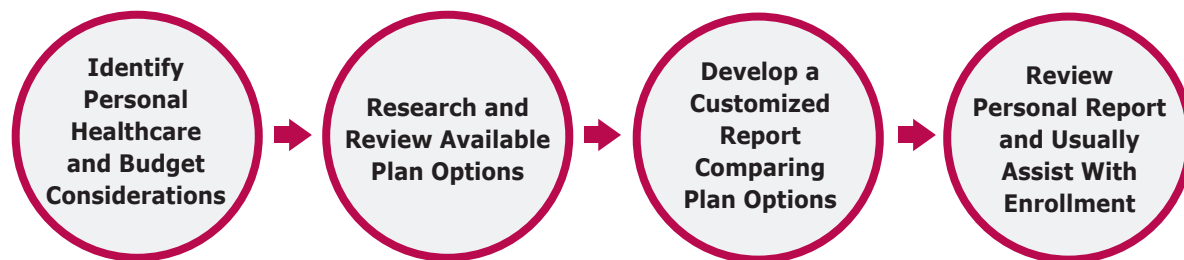 Identify
Personal
Healthcare
and Budget
Considerations
Research and
Review Available
Plan Options
Develop a
Customized
Report
Comparing
Plan Options
Review
Personal Report
and Usually
Assist With
Enrollment